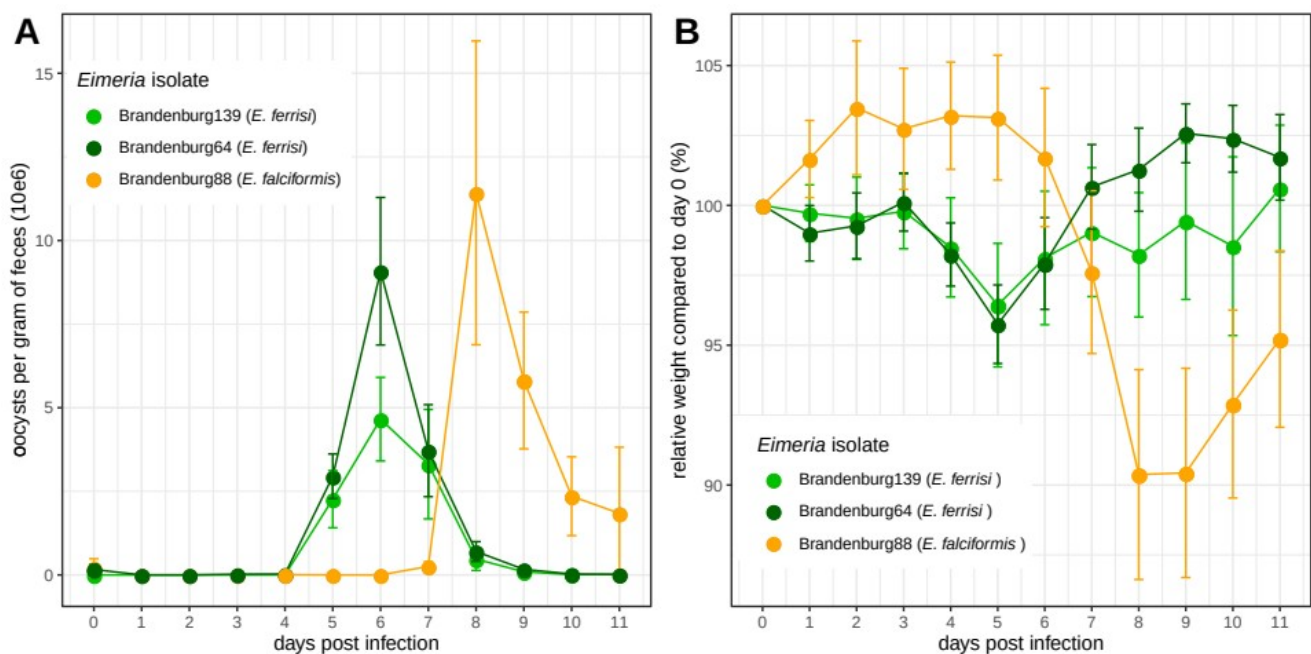 A
Eimeria isolate
Brandenburg139 (E. ferrisi)
Brandenburg64 (E. ferrisi)
Brandenburg88 (E. falciformis)
oocysts per gram of feces (10e6)
15
10
5
0
0 1 2 3 4 5 6 7 8 9 10 11
days post infection
B
relative weight compared to day 0 (%)
105
100
95
90
Eimeria isolate
Brandenburg139 (E. ferrisi )
Brandenburg64 (E. ferrisi )
Brandenburg88 (E. falciformis )
0 1 2 3 4 5 6 7 8 9 10 11
days post infection